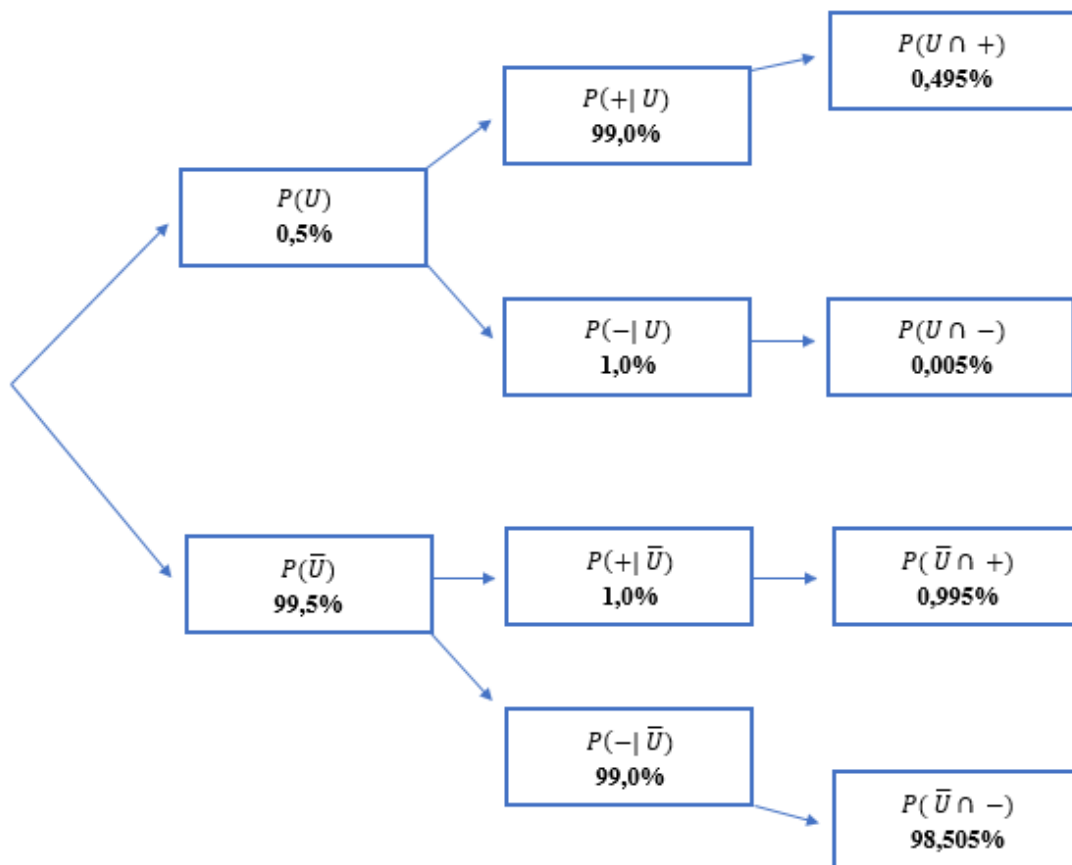 P(U ∩ +)
0,495%
P(+| U)
99,0%
P(U)
0,5%
P(−| U)
1,0%
P(U ∩ −)
0,005%
P(U̅)
99,5%
P(+| U̅)
1,0%
P( U̅ ∩ +)
0,995%
P(−| U̅)
99,0%
P( U̅ ∩ −)
98,505%